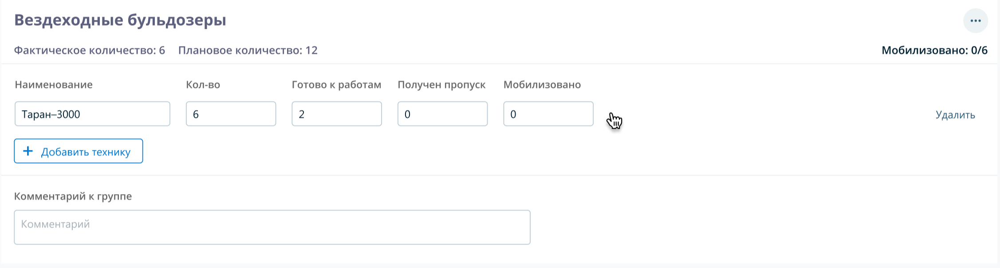 Вездеходные бульдозеры
Фактическое количество: 6 Плановое количество: 12 Мобилизовано: 0/6
Наименование Кол-во Готово к работам Получен пропуск Мобилизовано
Таран–3000 6 2 0 0 Удалить
+ Добавить технику
Комментарий к группе
Комментарий